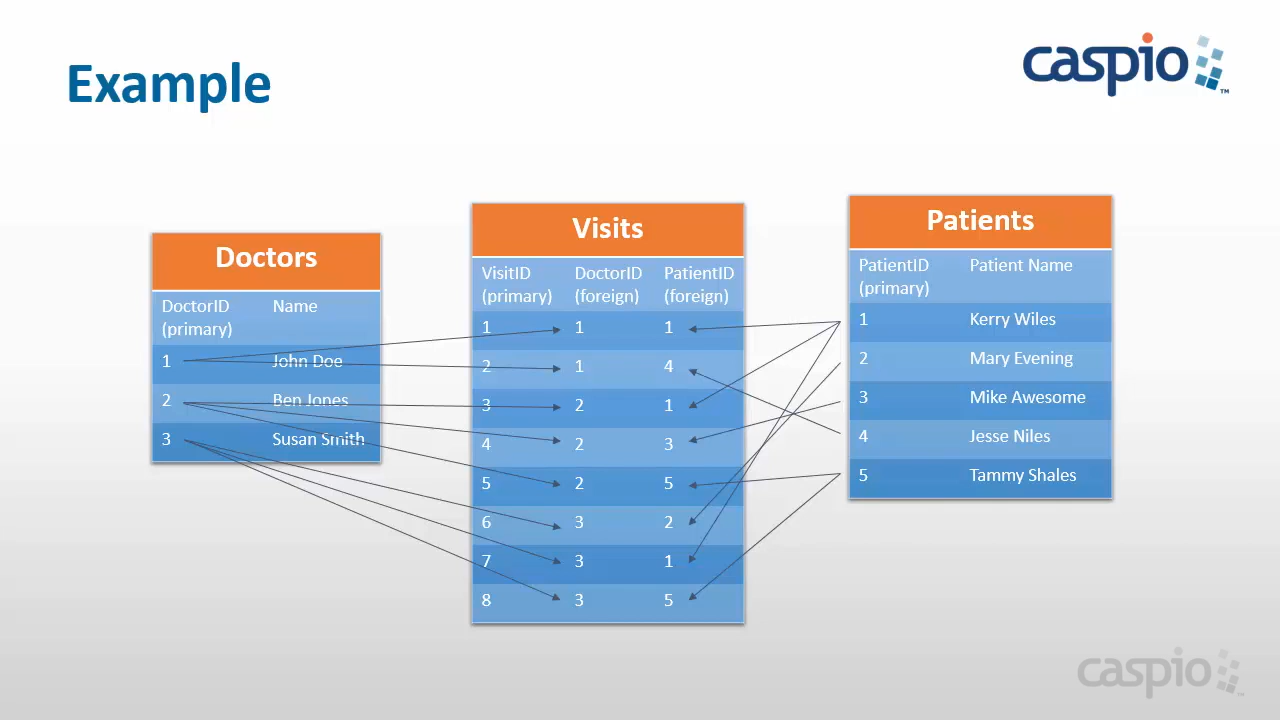 Example
caspio
TM
Doctors
DoctorID Name
(primary)
1 John Doe
2 Ben Jones
3 Susan Smith
Visits
VisitID DoctorID PatientID
(primary) (foreign) (foreign)
1 1 1
2 1 4
3 2 1
4 2 3
5 2 5
6 3 2
7 3 1
8 3 5
Patients
PatientID Patient Name
(primary)
1 Kerry Wiles
2 Mary Evening
3 Mike Awesome
4 Jesse Niles
5 Tammy Shales
caspio